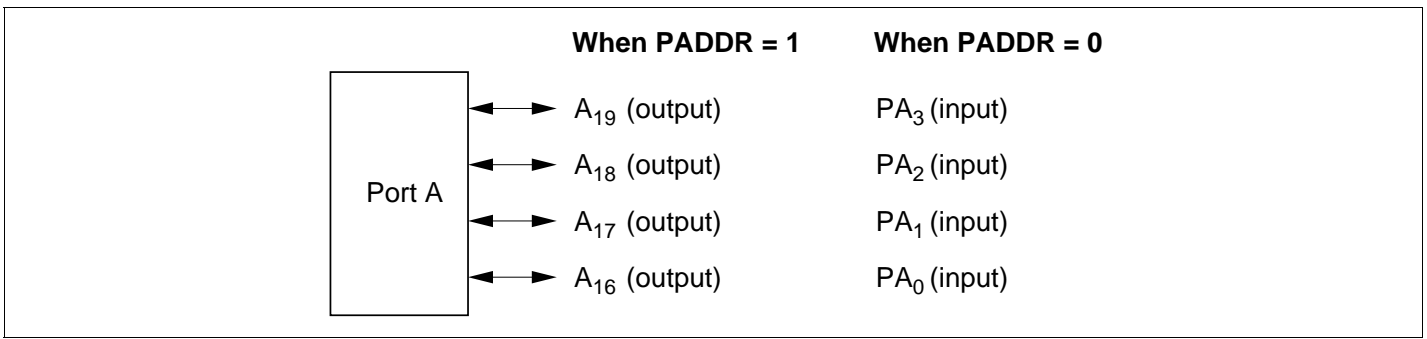 When PADDR = 1 When PADDR = 0
A19 (output) PA3 (input)
A18 (output) PA2 (input)
Port A
A17 (output) PA1 (input)
A16 (output) PA0 (input)